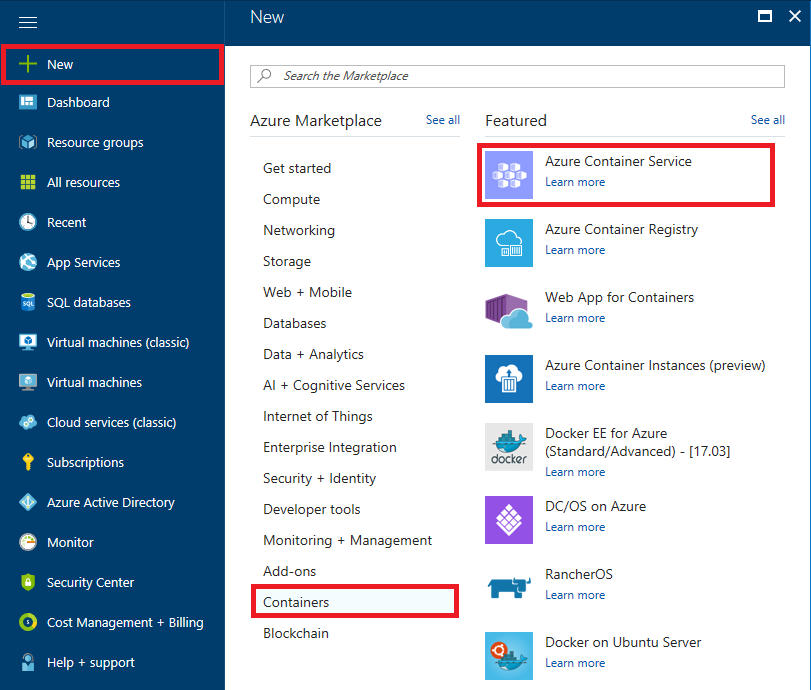 New
New
Dashboard
Resource groups
All resources
Recent
App Services
SQL
SQL databases
Virtual machines (classic)
Virtual machines
Cloud services (classic)
Subscriptions
Azure Active Directory
Monitor
Security Center
Cost Management + Billing
Help + support
Search the Marketplace
Azure Marketplace
See all
Get started
Compute
Networking
Storage
Web + Mobile
Databases
Data + Analytics
AI + Cognitive Services
Internet of Things
Enterprise Integration
Security + Identity
Developer tools
Monitoring + Management
Add-ons
Containers
Blockchain
Featured
See all
Azure Container Service
Learn more
Azure Container Registry
Learn more
Web App for Containers
Learn more
Azure Container Instances (preview)
Learn more
docker
Docker EE for Azure
(Standard/Advanced) - [17.03]
Learn more
DC/OS on Azure
Learn more
RancherOS
Learn more
Docker on Ubuntu Server
Learn more